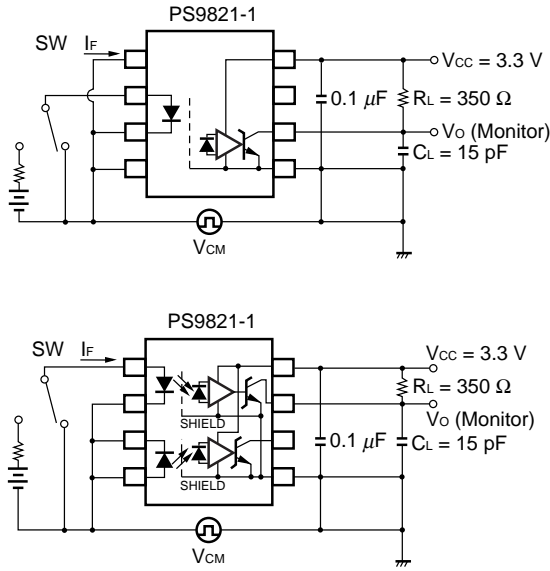 PS9821-1
SW IF
VCC = 3.3 V
0.1 μF
RL = 350 Ω
VO (Monitor)
CL = 15 pF
VCM
PS9821-1
SW IF
VCC = 3.3 V
RL = 350 Ω
VO (Monitor)
SHIELD
0.1 μF
CL = 15 pF
SHIELD
VCM